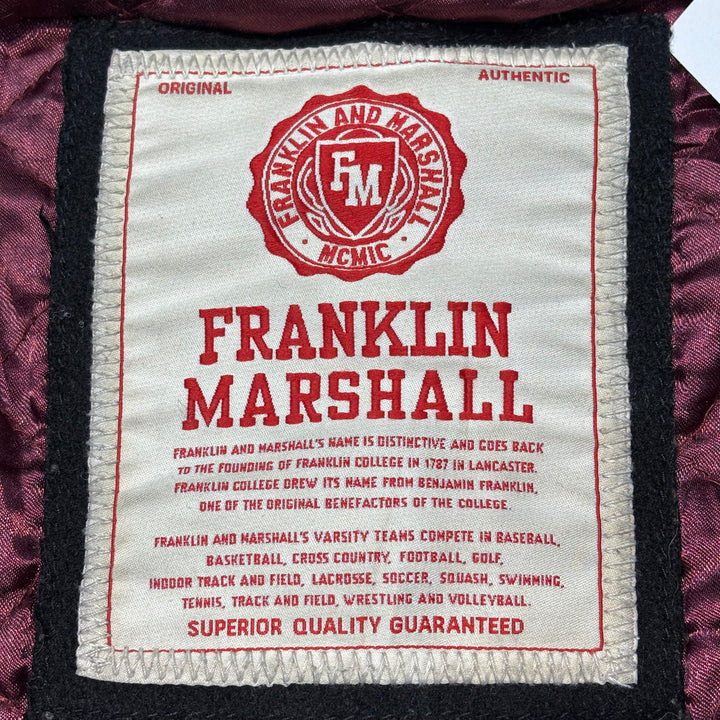 ORIGINAL
AUTHENTIC
FRANKLIN AND MARSHALL
FM
· MCMIC ·
FRANKLIN
MARSHALL
FRANKLIN AND MARSHALL'S NAME IS DISTINCTIVE AND GOES BACK
TO THE FOUNDING OF FRANKLIN COLLEGE IN 1787 IN LANCASTER.
FRANKLIN COLLEGE DREW ITS NAME FROM BENJAMIN FRANKLIN,
ONE OF THE ORIGINAL BENEFACTORS OF THE COLLEGE.
FRANKLIN AND MARSHALL'S VARSITY TEAMS COMPETE IN BASEBALL,
BASKETBALL, CROSS COUNTRY, FOOTBALL, GOLF,
INDOOR TRACK AND FIELD, LACROSSE, SOCCER, SQUASH, SWIMMING,
TENNIS, TRACK AND FIELD, WRESTLING AND VOLLEYBALL.
SUPERIOR QUALITY GUARANTEED